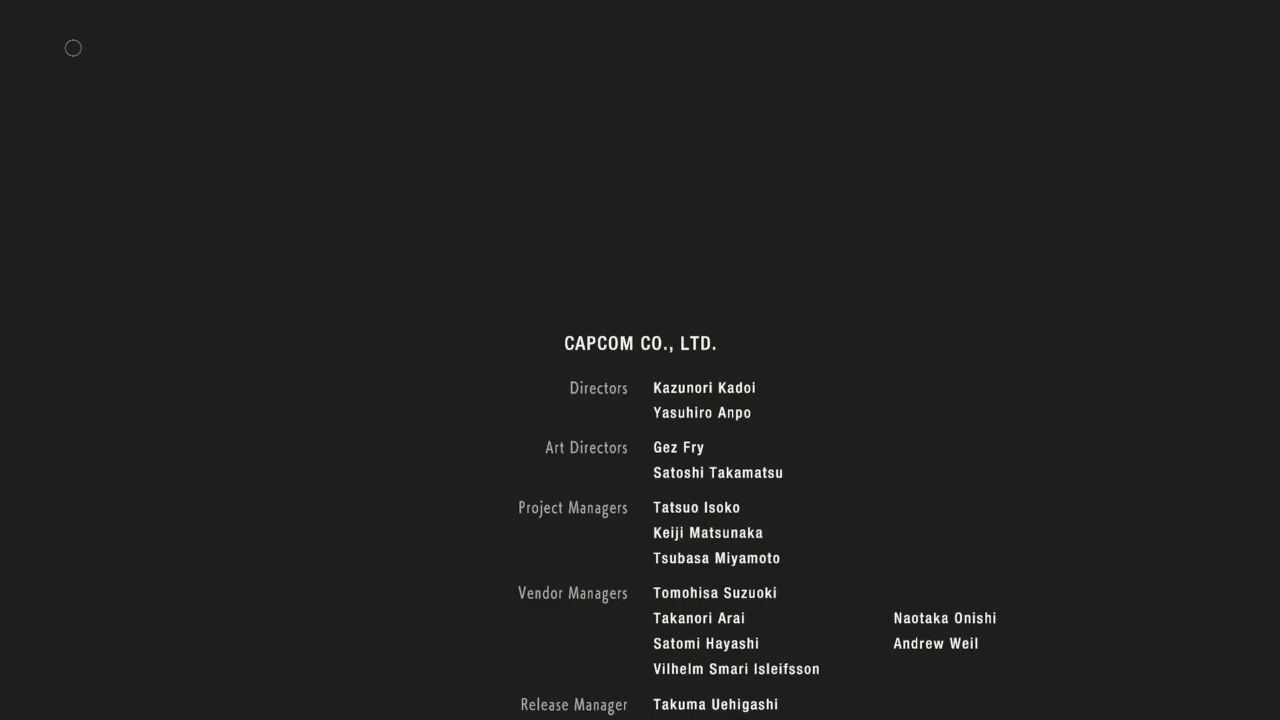 CAPCOM CO., LTD.
Directors Kazunori Kadoi
Yasuhiro Anpo
Art Directors Gez Fry
Satoshi Takamatsu
Project Managers Tatsuo Isoko
Keiji Matsunaka
Tsubasa Miyamoto
Vendor Managers Tomohisa Suzuoki
Takanori Arai Naotaka Onishi
Satomi Hayashi Andrew Weil
Vilhelm Smari Isleifsson
Release Manager Takuma Uehigashi